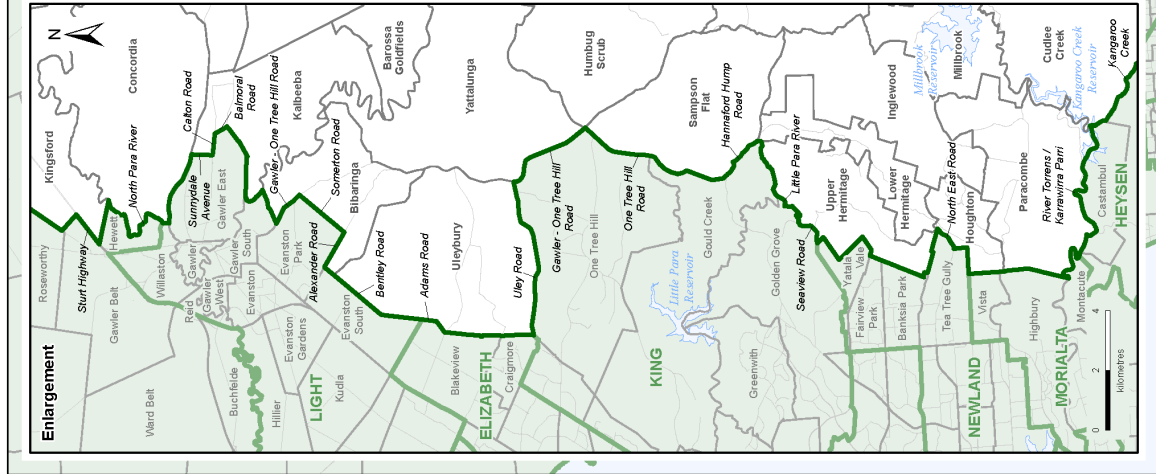 Enlargement
N
Roseworthy
Kingsford
Concordia
Sturt Highway
Hewett
North Para River
Gawler Belt
Ward Belt
Willaston
Sunnydale
Avenue
Calton Road
Reid
Gawler
Gawler East
Balmoral
Road
Gawler
West
Gawler
South
Gawler - One Tree Hill Road
Kalbeeba
Buchfelde
Evanston
Barossa
Goldfields
Hillier
Evanston
Gardens
Evanston
Park
Somerton Road
LIGHT
Alexander Road
Bibaringa
Kudla
Evanston
South
Bentley Road
Yattalunga
Adams Road
Uleybury
Blakeview
ELIZABETH
Craigmore
Uley Road
Gawler - One Tree Hill
Road
Humbug
Scrub
One Tree Hill
One Tree Hill
Road
KING
Little Para
Reservoir
Gould Creek
Sampson
Flat
Hannaford Hump
Road
Greenwith
Golden Grove
Little Para River
Seaview Road
Upper
Hermitage
Yatala
Vale
Fairview
Park
Lower
Hermitage
Inglewood
Millbrook
Reservoir
Banksia Park
Tea Tree Gully
North East Road
Houghton
Millbrook
NEWLAND
Vista
Highbury
Paracombe
River Torrens /
Karrawirra Parri
Cudlee
Creek
Kangaroo Creek
Reservoir
MORIALTA
Montacute
Castambul
HEYSEN
Kangaroo
Creek
0 2 4
kilometres